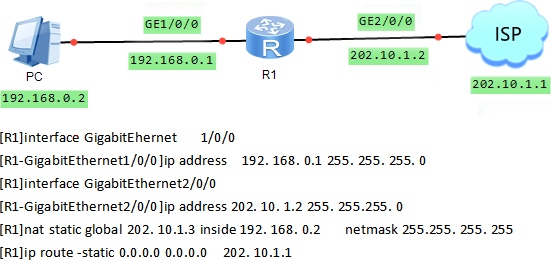 GE1/0/0
GE2/0/0
ISP
R
192.168.0.1
202.10.1.2
PC
R1
192.168.0.2
202.10.1.1
[R1]interface GigabitEhernet 1/0/0
[R1-GigabitEthernet1/0/0]ip address 192. 168. 0.1 255. 255. 255. 0
[R1]interface GigabitEthernet2/0/0
[R1-GigabitEthernet2/0/0]ip address 202. 10. 1.2 255. 255.255. 0
[R1]nat static global 202. 10.1.3 inside 192. 168. 0.2 netmask 255.255. 255. 255
[R1]ip route -static 0.0.0.0 0.0.0.0 202. 10.1.1